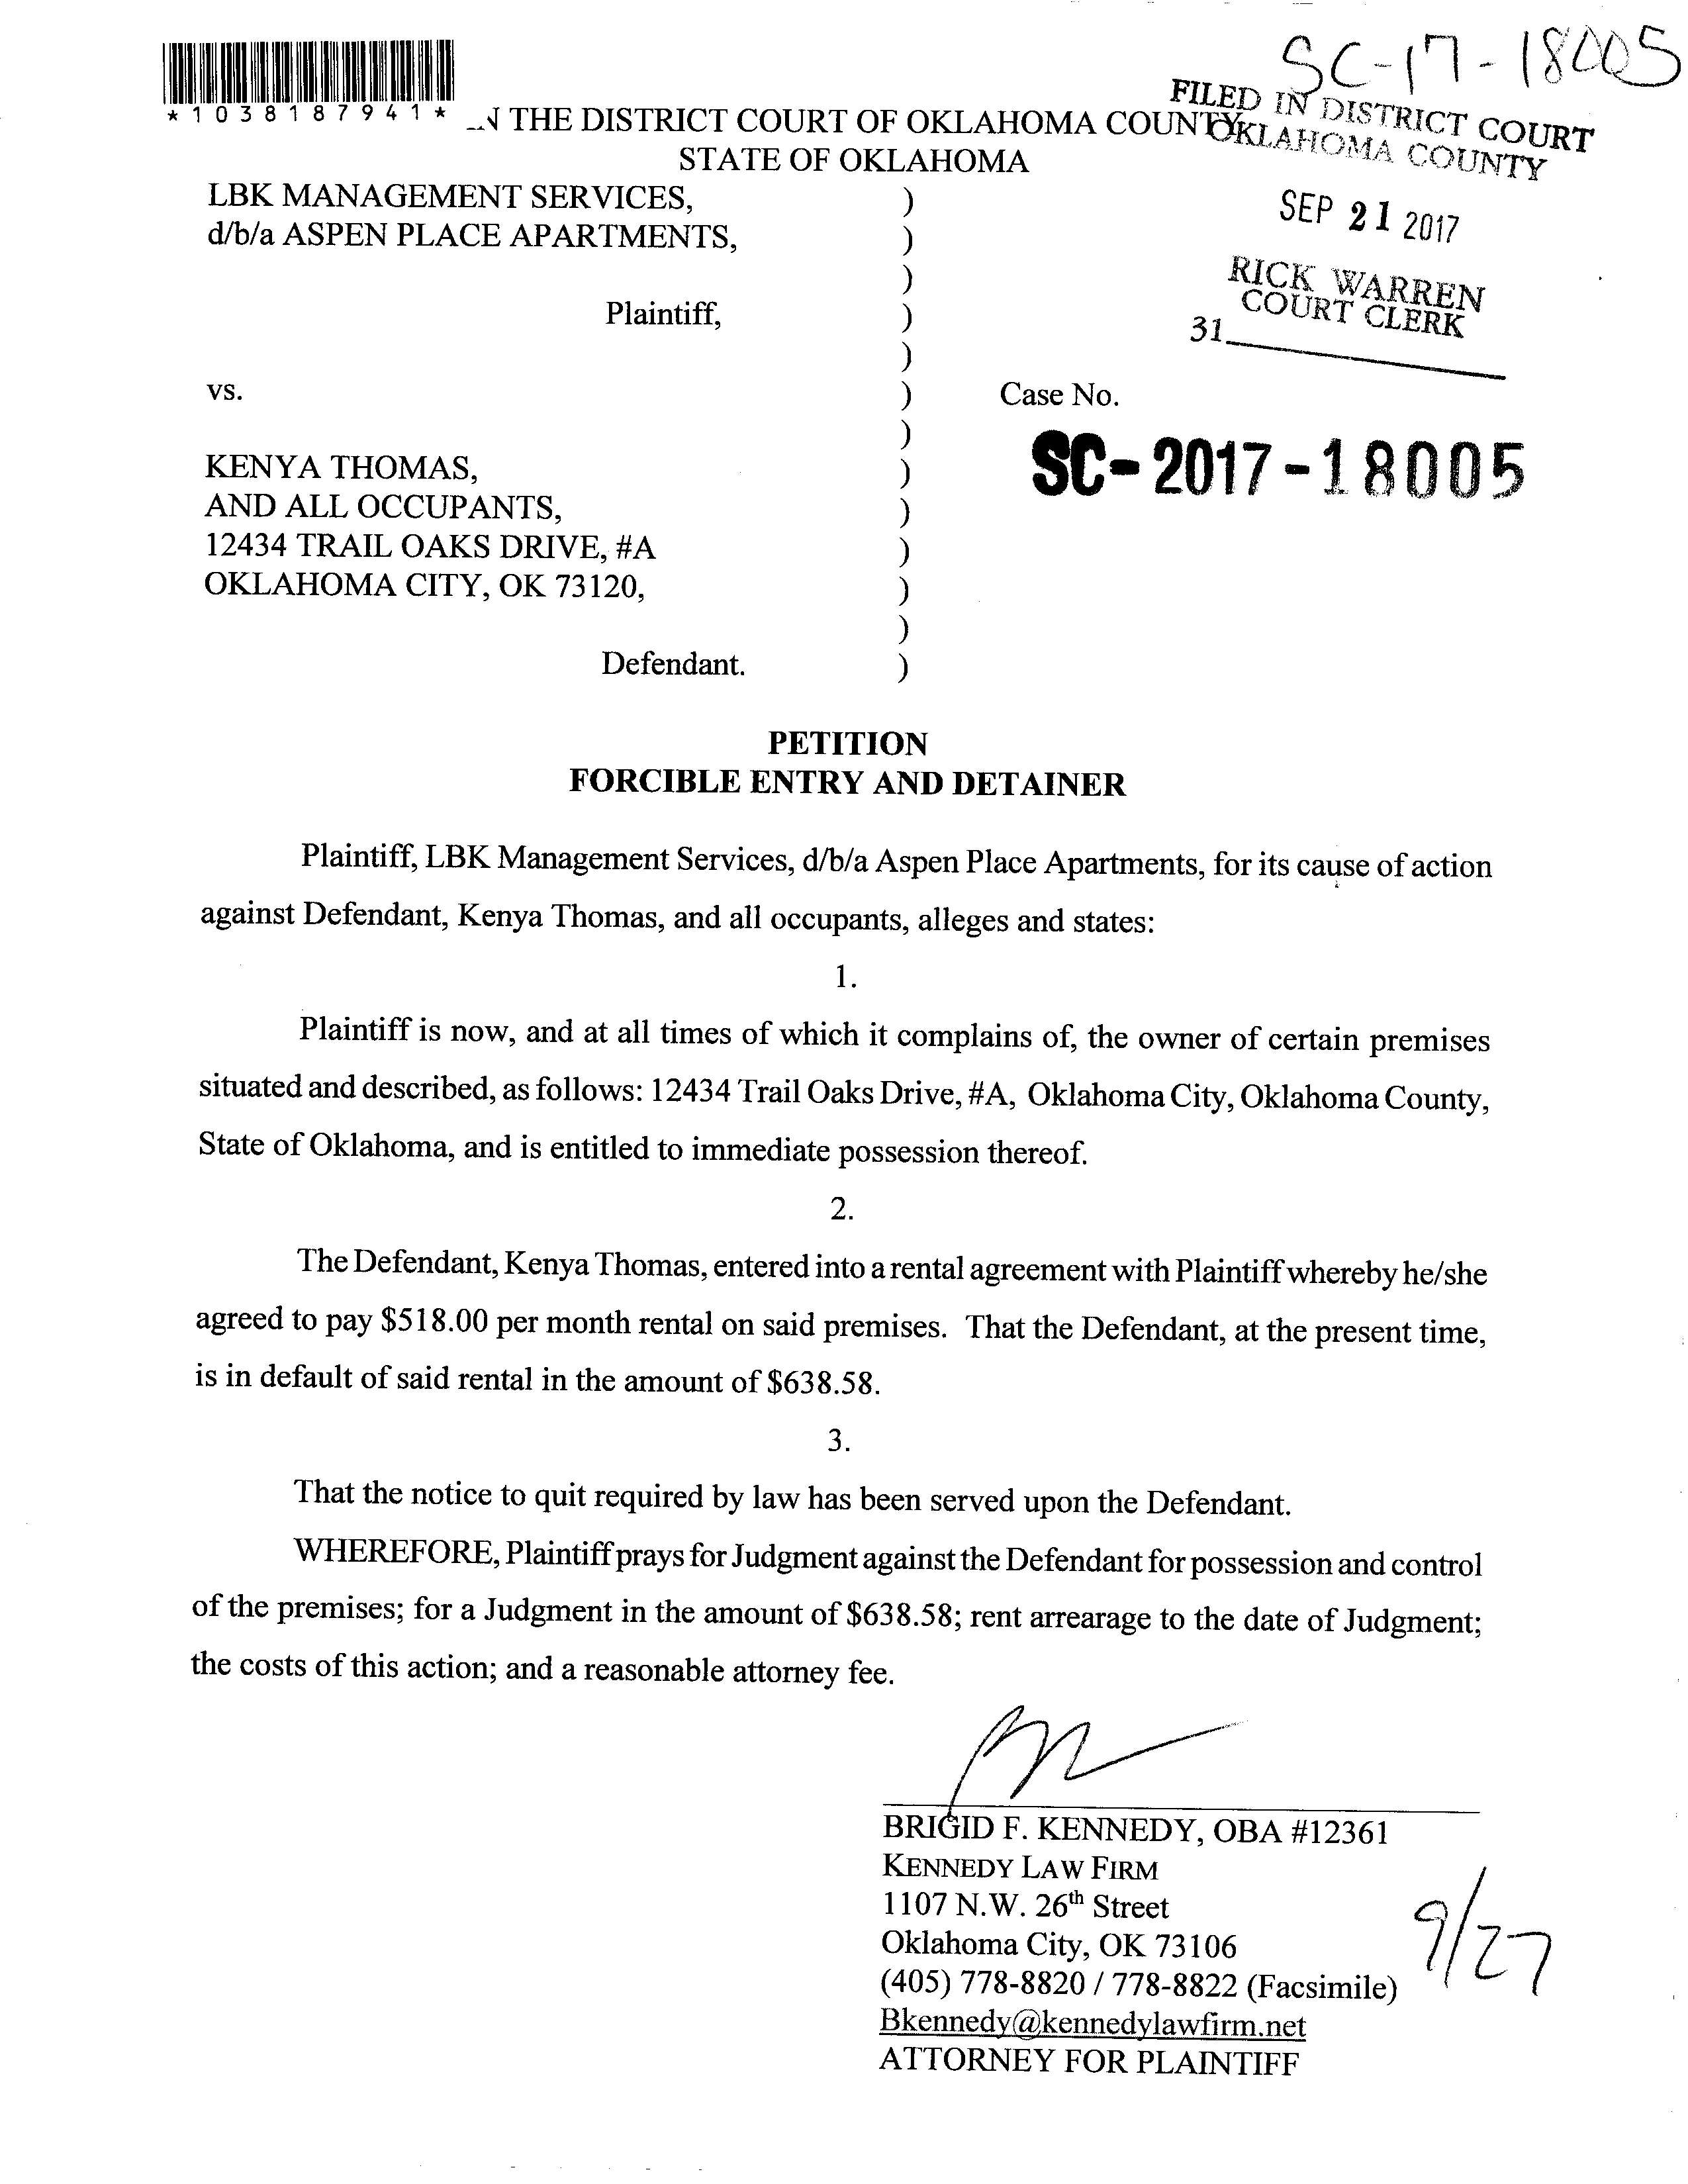 SC-17-18005
*1038187941*
FILED IN DISTRICT COURT
OKLAHOMA COUNTY
THE DISTRICT COURT OF OKLAHOMA COUNTY
STATE OF OKLAHOMA
SEP 21 2017
RICK WARREN
COURT CLERK
31
LBK MANAGEMENT SERVICES, )
d/b/a ASPEN PLACE APARTMENTS, )
)
Plaintiff, )
)
vs. ) Case No.
)
SC-2017-18005
KENYA THOMAS, )
AND ALL OCCUPANTS, )
12434 TRAIL OAKS DRIVE, #A )
OKLAHOMA CITY, OK 73120, )
)
Defendant. )
PETITION
FORCIBLE ENTRY AND DETAINER
Plaintiff, LBK Management Services, d/b/a Aspen Place Apartments, for its cause of action
against Defendant, Kenya Thomas, and all occupants, alleges and states:
1.
Plaintiff is now, and at all times of which it complains of, the owner of certain premises
situated and described, as follows: 12434 Trail Oaks Drive, #A, Oklahoma City, Oklahoma County,
State of Oklahoma, and is entitled to immediate possession thereof.
2.
The Defendant, Kenya Thomas, entered into a rental agreement with Plaintiff whereby he/she
agreed to pay $518.00 per month rental on said premises. That the Defendant, at the present time,
is in default of said rental in the amount of $638.58.
3.
That the notice to quit required by law has been served upon the Defendant.
WHEREFORE, Plaintiff prays for Judgment against the Defendant for possession and control
of the premises; for a Judgment in the amount of $638.58; rent arrearage to the date of Judgment;
the costs of this action; and a reasonable attorney fee.
BRIGID F. KENNEDY, OBA #12361
KENNEDY LAW FIRM
1107 N.W. 26th Street
Oklahoma City, OK 73106
(405) 778-8820 / 778-8822 (Facsimile)
Bkennedy@kennedylawfirm.net
ATTORNEY FOR PLAINTIFF
9/27